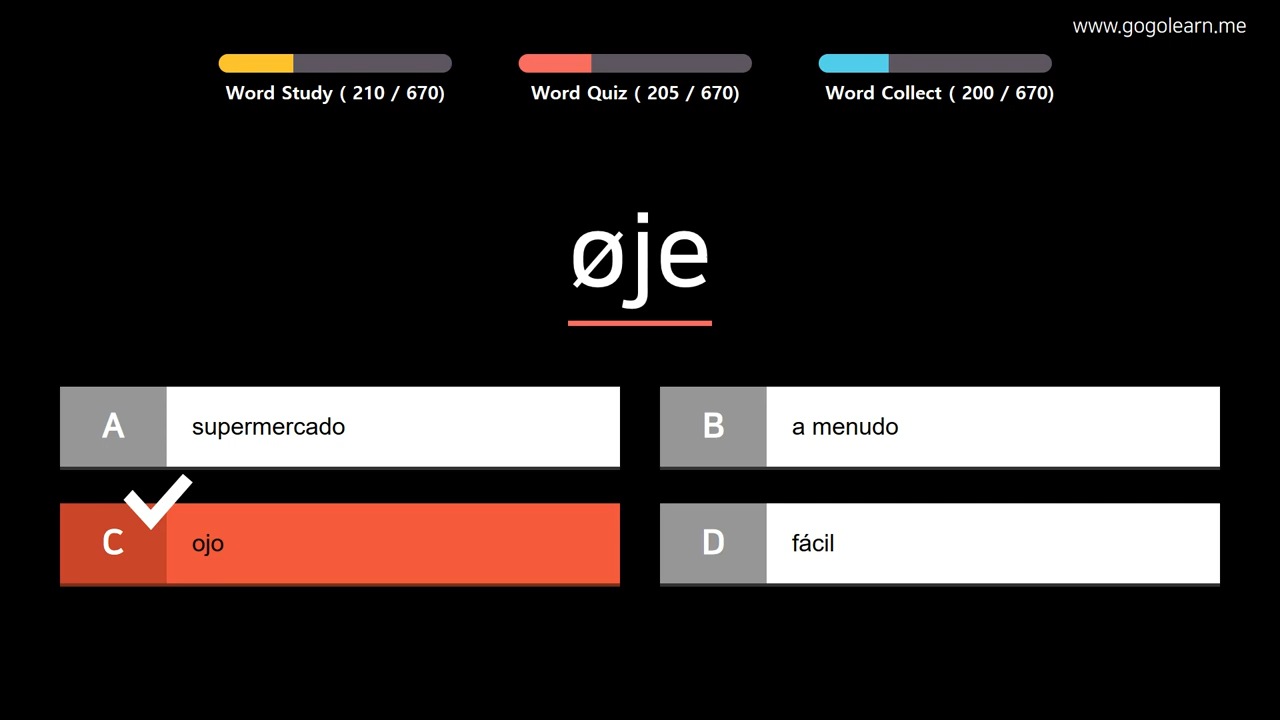 www.gogolearn.me
Word Study ( 210 / 670)
Word Quiz ( 205 / 670)
Word Collect ( 200 / 670)
øje
A supermercado
B a menudo
C ojo
D fácil